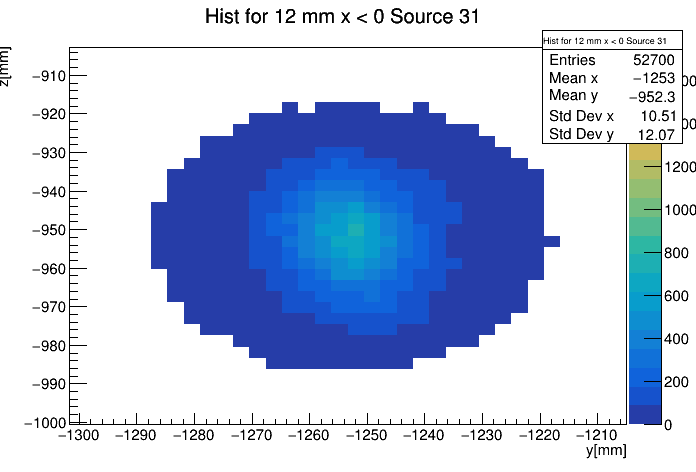 Hist for 12 mm x < 0 Source 31
Hist for 12 mm x < 0 Source 31
Entries 52700
Mean x −1253
Mean y −952.3
Std Dev x 10.51
Std Dev y 12.07
z[mm]
−910
−920
−930
−940
−950
−960
−970
−980
−990
−1000
−1300 −1290 −1280 −1270 −1260 −1250 −1240 −1230 −1220 −1210
y[mm]
1200
1000
800
600
400
200
0